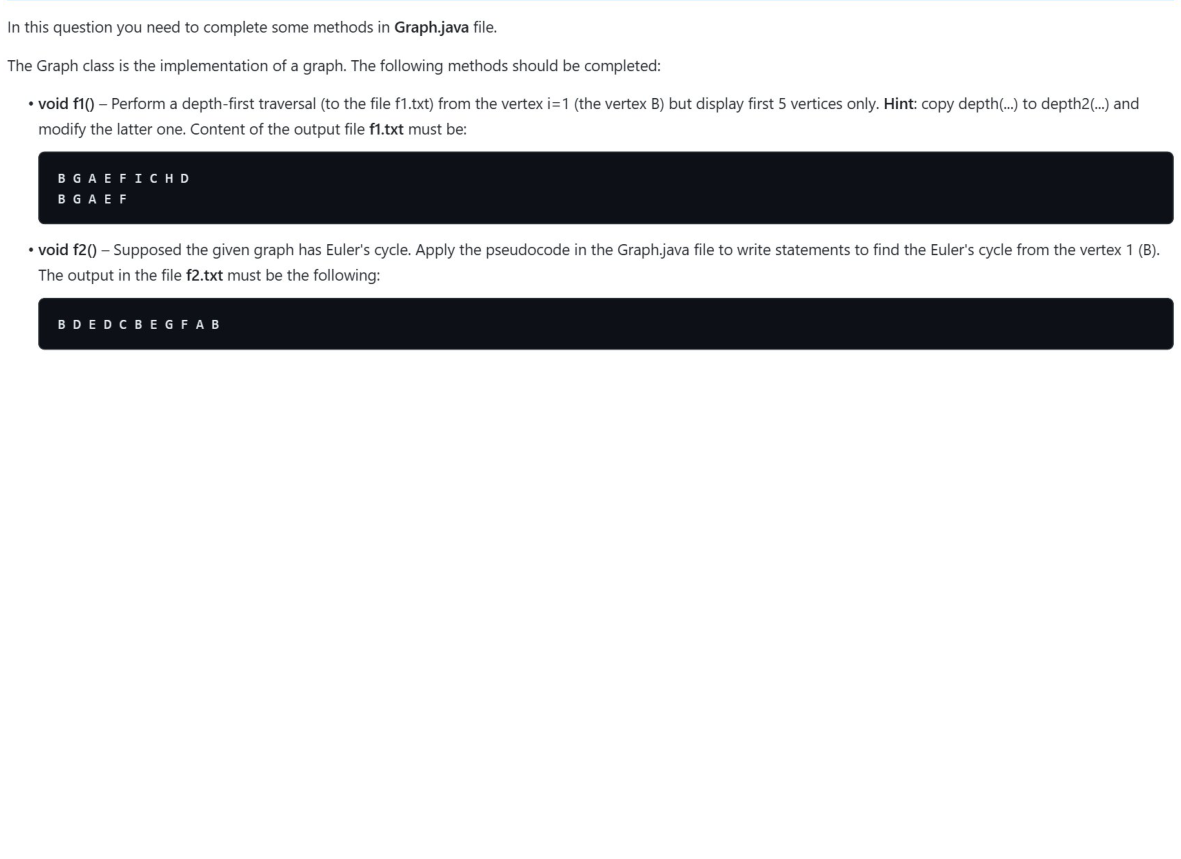 In this question you need to complete some methods in Graph.java file.
The Graph class is the implementation of a graph. The following methods should be completed:
• void f1() – Perform a depth-first traversal (to the file f1.txt) from the vertex i=1 (the vertex B) but display first 5 vertices only. Hint: copy depth(...) to depth2(...) and
modify the latter one. Content of the output file f1.txt must be:
B G A E F I C H D
B G A E F
• void f2() – Supposed the given graph has Euler's cycle. Apply the pseudocode in the Graph.java file to write statements to find the Euler's cycle from the vertex 1 (B).
The output in the file f2.txt must be the following:
B D E D C B E G F A B